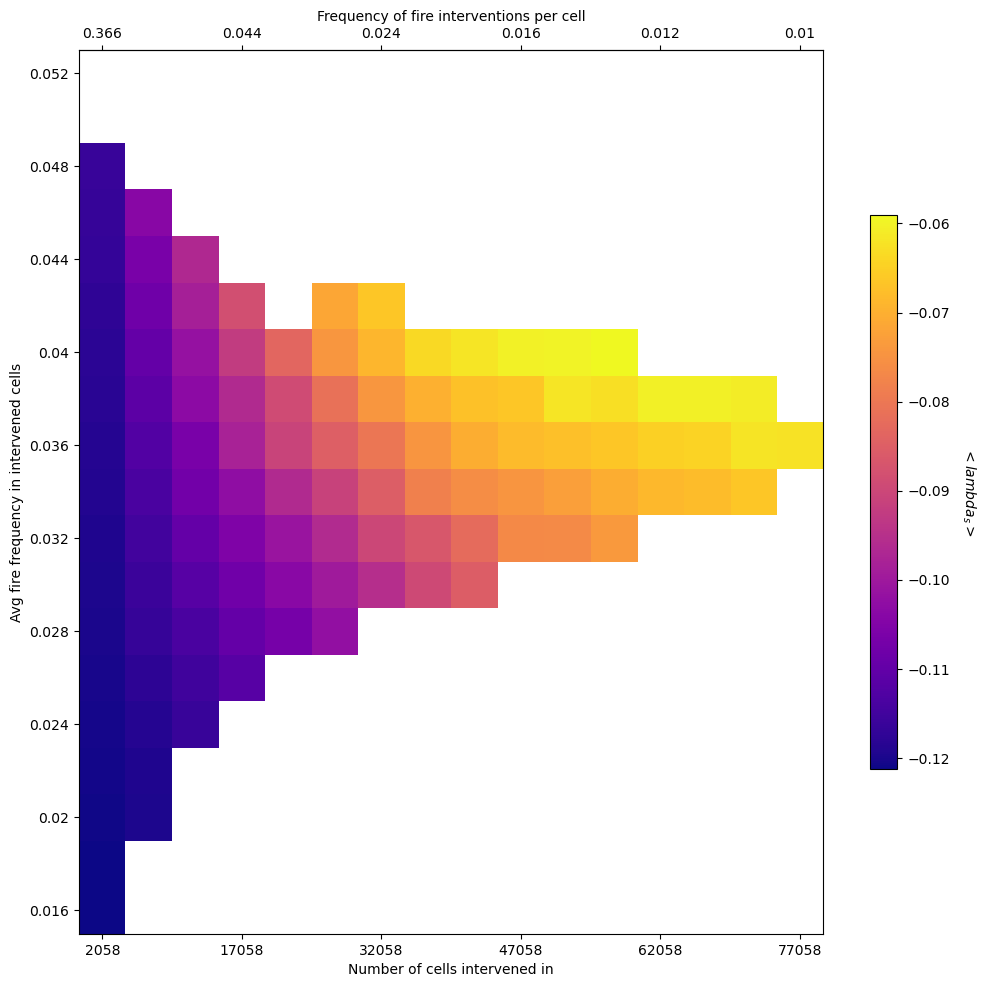 Frequency of fire interventions per cell
0.366 0.044 0.024 0.016 0.012 0.01
0.052
0.048
0.044
0.04
0.036
0.032
0.028
0.024
0.02
0.016
Avg fire frequency in intervened cells
2058 17058 32058 47058 62058 77058
Number of cells intervened in
−0.06
−0.07
−0.08
−0.09
−0.10
−0.11
−0.12
< lambda_s >